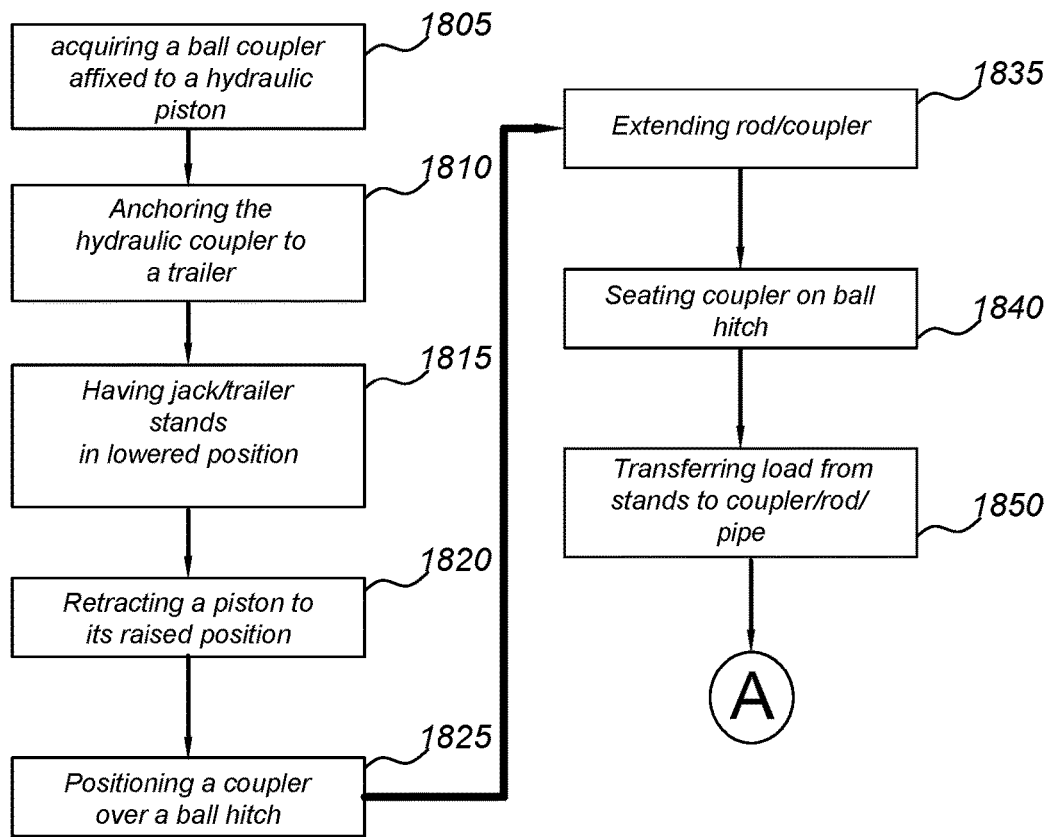 1805
acquiring a ball coupler
affixed to a hydraulic
piston
1810
Anchoring the
hydraulic coupler to
a trailer
1815
Having jack/trailer
stands
in lowered position
1820
Retracting a piston to
its raised position
1825
Positioning a coupler
over a ball hitch
1835
Extending rod/coupler
1840
Seating coupler on ball
hitch
1850
Transferring load from
stands to coupler/rod/
pipe
A